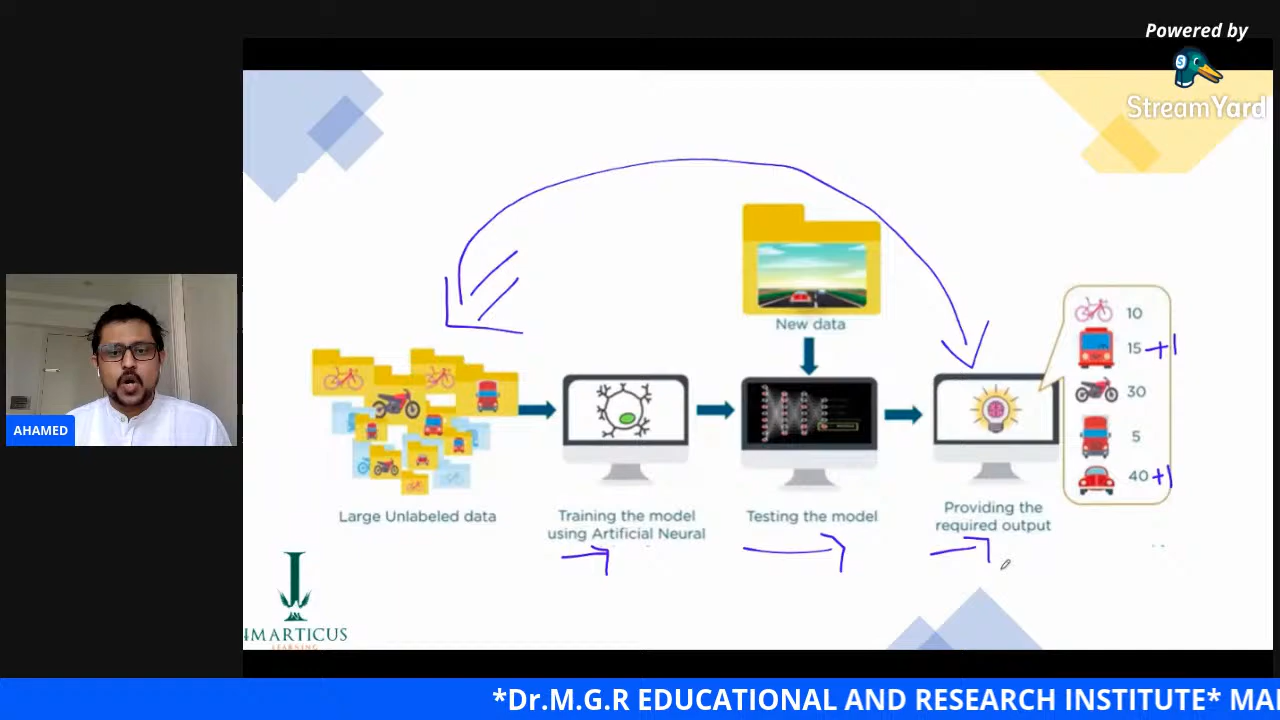 Powered by
StreamYard
New data
10
15 +1
30
5
40 +1
AHAMED
Large Unlabeled data
Training the model
using Artificial Neural
Testing the model
Providing the
required output
IMARTICUS
LEARNING
*Dr.M.G.R EDUCATIONAL AND RESEARCH INSTITUTE* MA